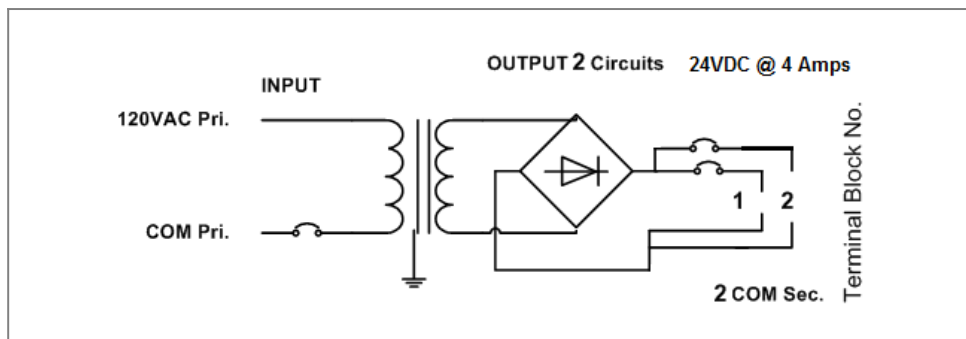 OUTPUT 2 Circuits 24VDC @ 4 Amps
INPUT
120VAC Pri.
COM Pri.
1 2
2 COM Sec.
Terminal Block No.